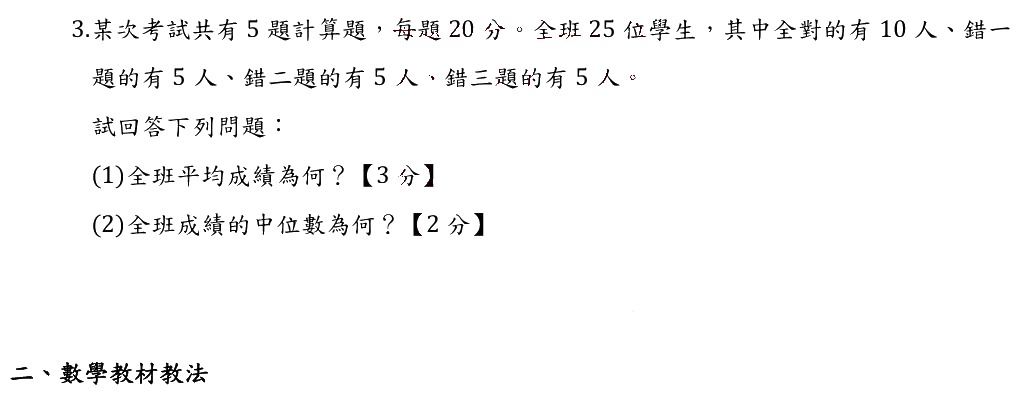 3.某次考試共有 5 題計算題，每題 20 分。全班 25 位學生，其中全對的有 10 人、錯一
題的有 5 人、錯二題的有 5 人、錯三題的有 5 人。
試回答下列問題：
(1)全班平均成績為何？【3 分】
(2)全班成績的中位數為何？【2 分】
二、數學教材教法